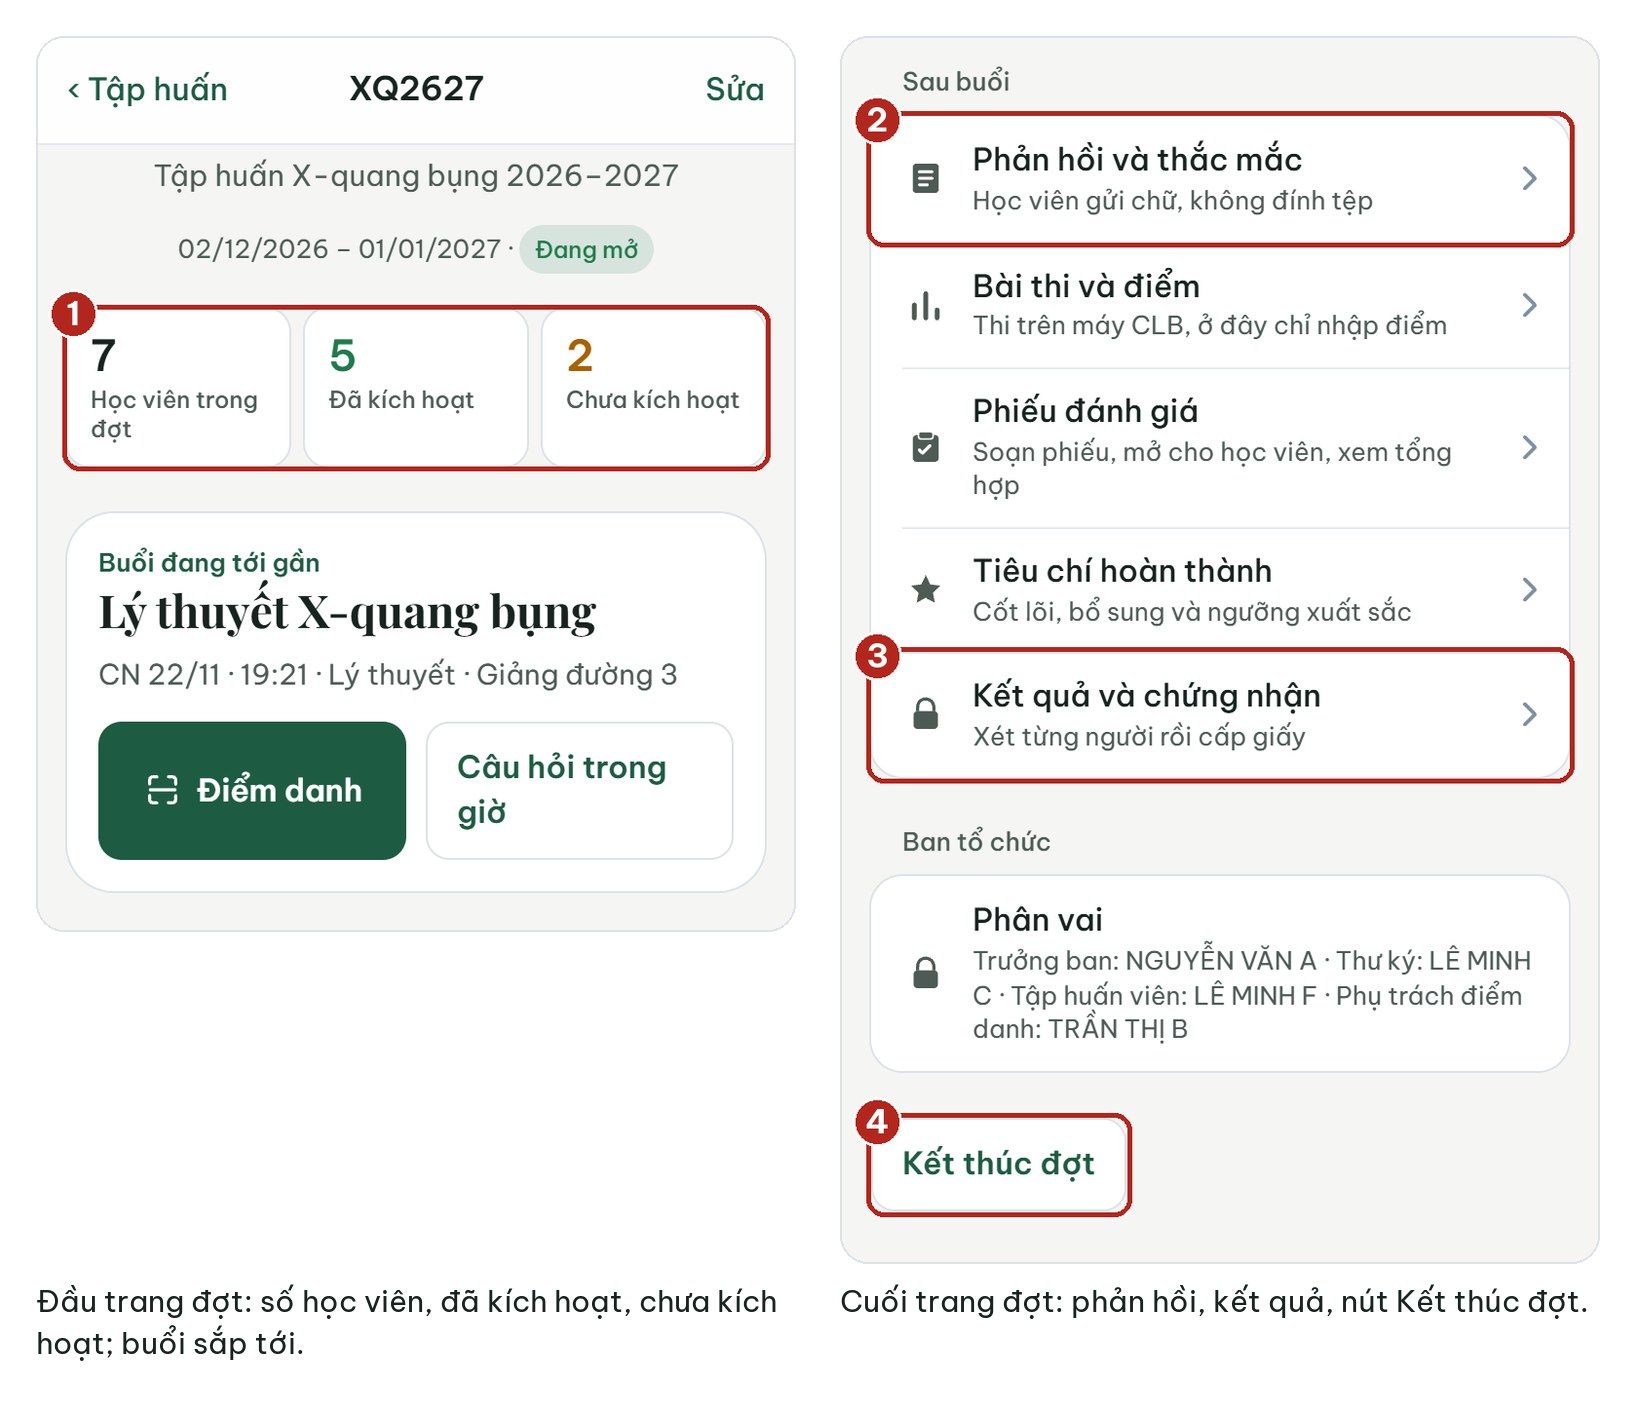 ‹ Tập huấn XQ2627 Sửa
Tập huấn X-quang bụng 2026–2027
02/12/2026 – 01/01/2027 · Đang mở
1
7
Học viên trong
đợt
5
Đã kích hoạt
2
Chưa kích hoạt
Buổi đang tới gần
Lý thuyết X-quang bụng
CN 22/11 · 19:21 · Lý thuyết · Giảng đường 3
Điểm danh
Câu hỏi trong
giờ
Đầu trang đợt: số học viên, đã kích hoạt, chưa kích
hoạt; buổi sắp tới.
Sau buổi
2
Phản hồi và thắc mắc
Học viên gửi chữ, không đính tệp
Bài thi và điểm
Thi trên máy CLB, ở đây chỉ nhập điểm
Phiếu đánh giá
Soạn phiếu, mở cho học viên, xem tổng
hợp
Tiêu chí hoàn thành
Cốt lõi, bổ sung và ngưỡng xuất sắc
3
Kết quả và chứng nhận
Xét từng người rồi cấp giấy
Ban tổ chức
Phân vai
Trưởng ban: NGUYỄN VĂN A · Thư ký: LÊ MINH
C · Tập huấn viên: LÊ MINH F · Phụ trách điểm
danh: TRẦN THỊ B
4
Kết thúc đợt
Cuối trang đợt: phản hồi, kết quả, nút Kết thúc đợt.